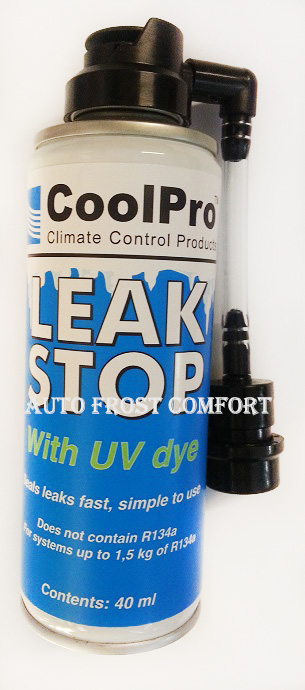 CoolPro™
Climate Control Products
LEAK
STOP
AUTO FROST COMFORT
With UV dye
Seals leaks fast, simple to use
Does not contain R134a
For systems up to 1,5 kg of R134a
Contents: 40 ml